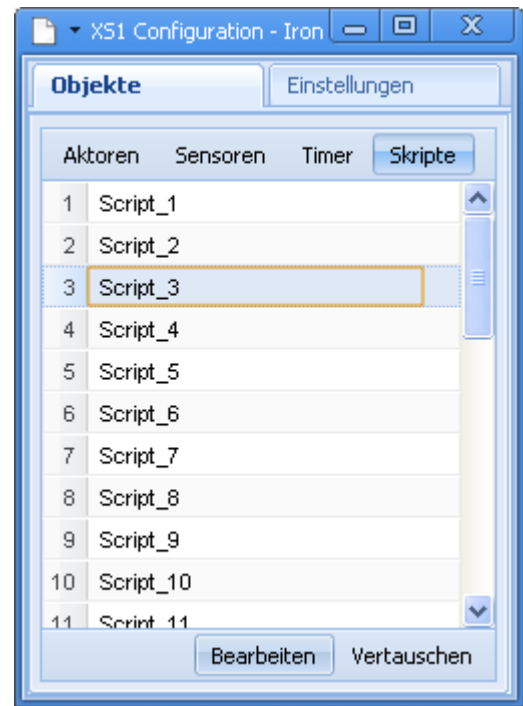 XS1 Configuration - Iron
Objekte Einstellungen
Aktoren Sensoren Timer Skripte
1 Script_1
2 Script_2
3 Script_3
4 Script_4
5 Script_5
6 Script_6
7 Script_7
8 Script_8
9 Script_9
10 Script_10
11 Script_11
Bearbeiten Vertauschen